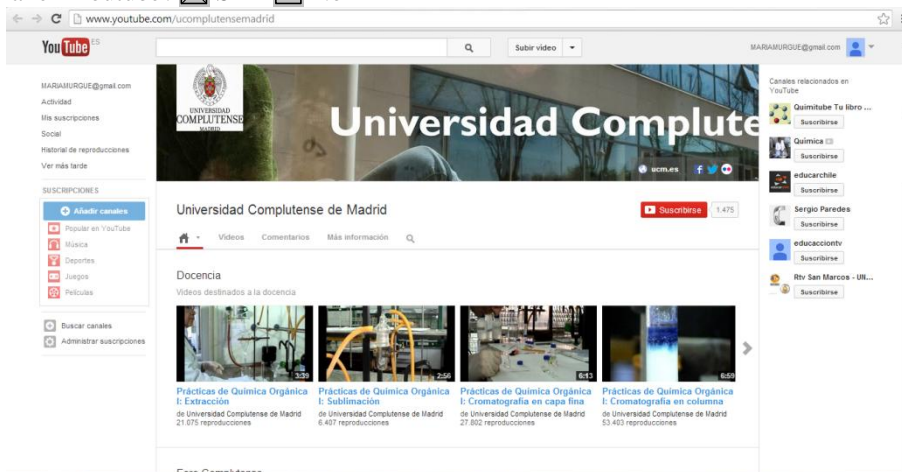 www.youtube.com/ucomplutensemadrid
YouTube ES
Subir vídeo
MARIAMURGUE@gmail.com
MARIAMURGUE@gmail.com
Actividad
Mis suscripciones
Social
Historial de reproducciones
Ver más tarde
SUSCRIPCIONES
Añadir canales
Popular en YouTube
Música
Deportes
Juegos
Películas
Buscar canales
Administrar suscripciones
UNIVERSIDAD
COMPLUTENSE
MADRID
Universidad Complute
ucm.es
Universidad Complutense de Madrid
Suscribirse 1.475
Vídeos Comentarios Más información
Docencia
Vídeos destinados a la docencia
3:39
Prácticas de Química Orgánica
I: Extracción
de Universidad Complutense de Madrid
21.075 reproducciones
2:56
Prácticas de Química Orgánica
I: Sublimación
de Universidad Complutense de Madrid
6.407 reproducciones
6:13
Prácticas de Química Orgánica
I: Cromatografía en capa fina
de Universidad Complutense de Madrid
27.802 reproducciones
6:59
Prácticas de Química Orgánica
I: Cromatografía en columna
de Universidad Complutense de Madrid
53.403 reproducciones
Canales relacionados en
YouTube
Quimitube Tu libro ...
Suscribirse
Química
Suscribirse
educarchile
Suscribirse
Sergio Paredes
Suscribirse
educacciontv
Suscribirse
Rtv San Marcos - UN...
Suscribirse